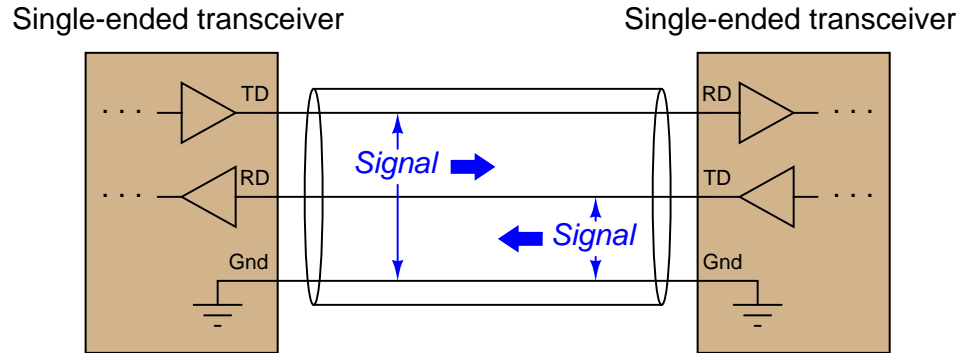 Single-ended transceiver
Single-ended transceiver
TD
RD
. . .
. . .
Signal
RD
TD
. . .
. . .
Signal
Gnd
Gnd